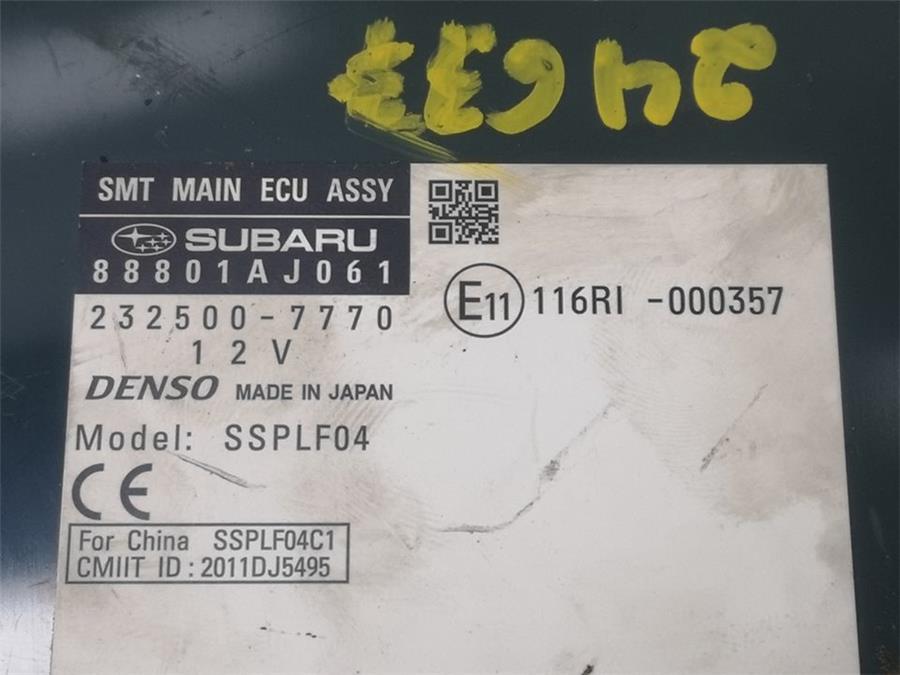 SMT MAIN ECU ASSY
SUBARU
88801AJ061
232500-7770
12V
DENSO MADE IN JAPAN
Model: SSPLF04
CE
For China SSPLF04C1
CMIIT ID : 2011DJ5495
E11 116RI -000357